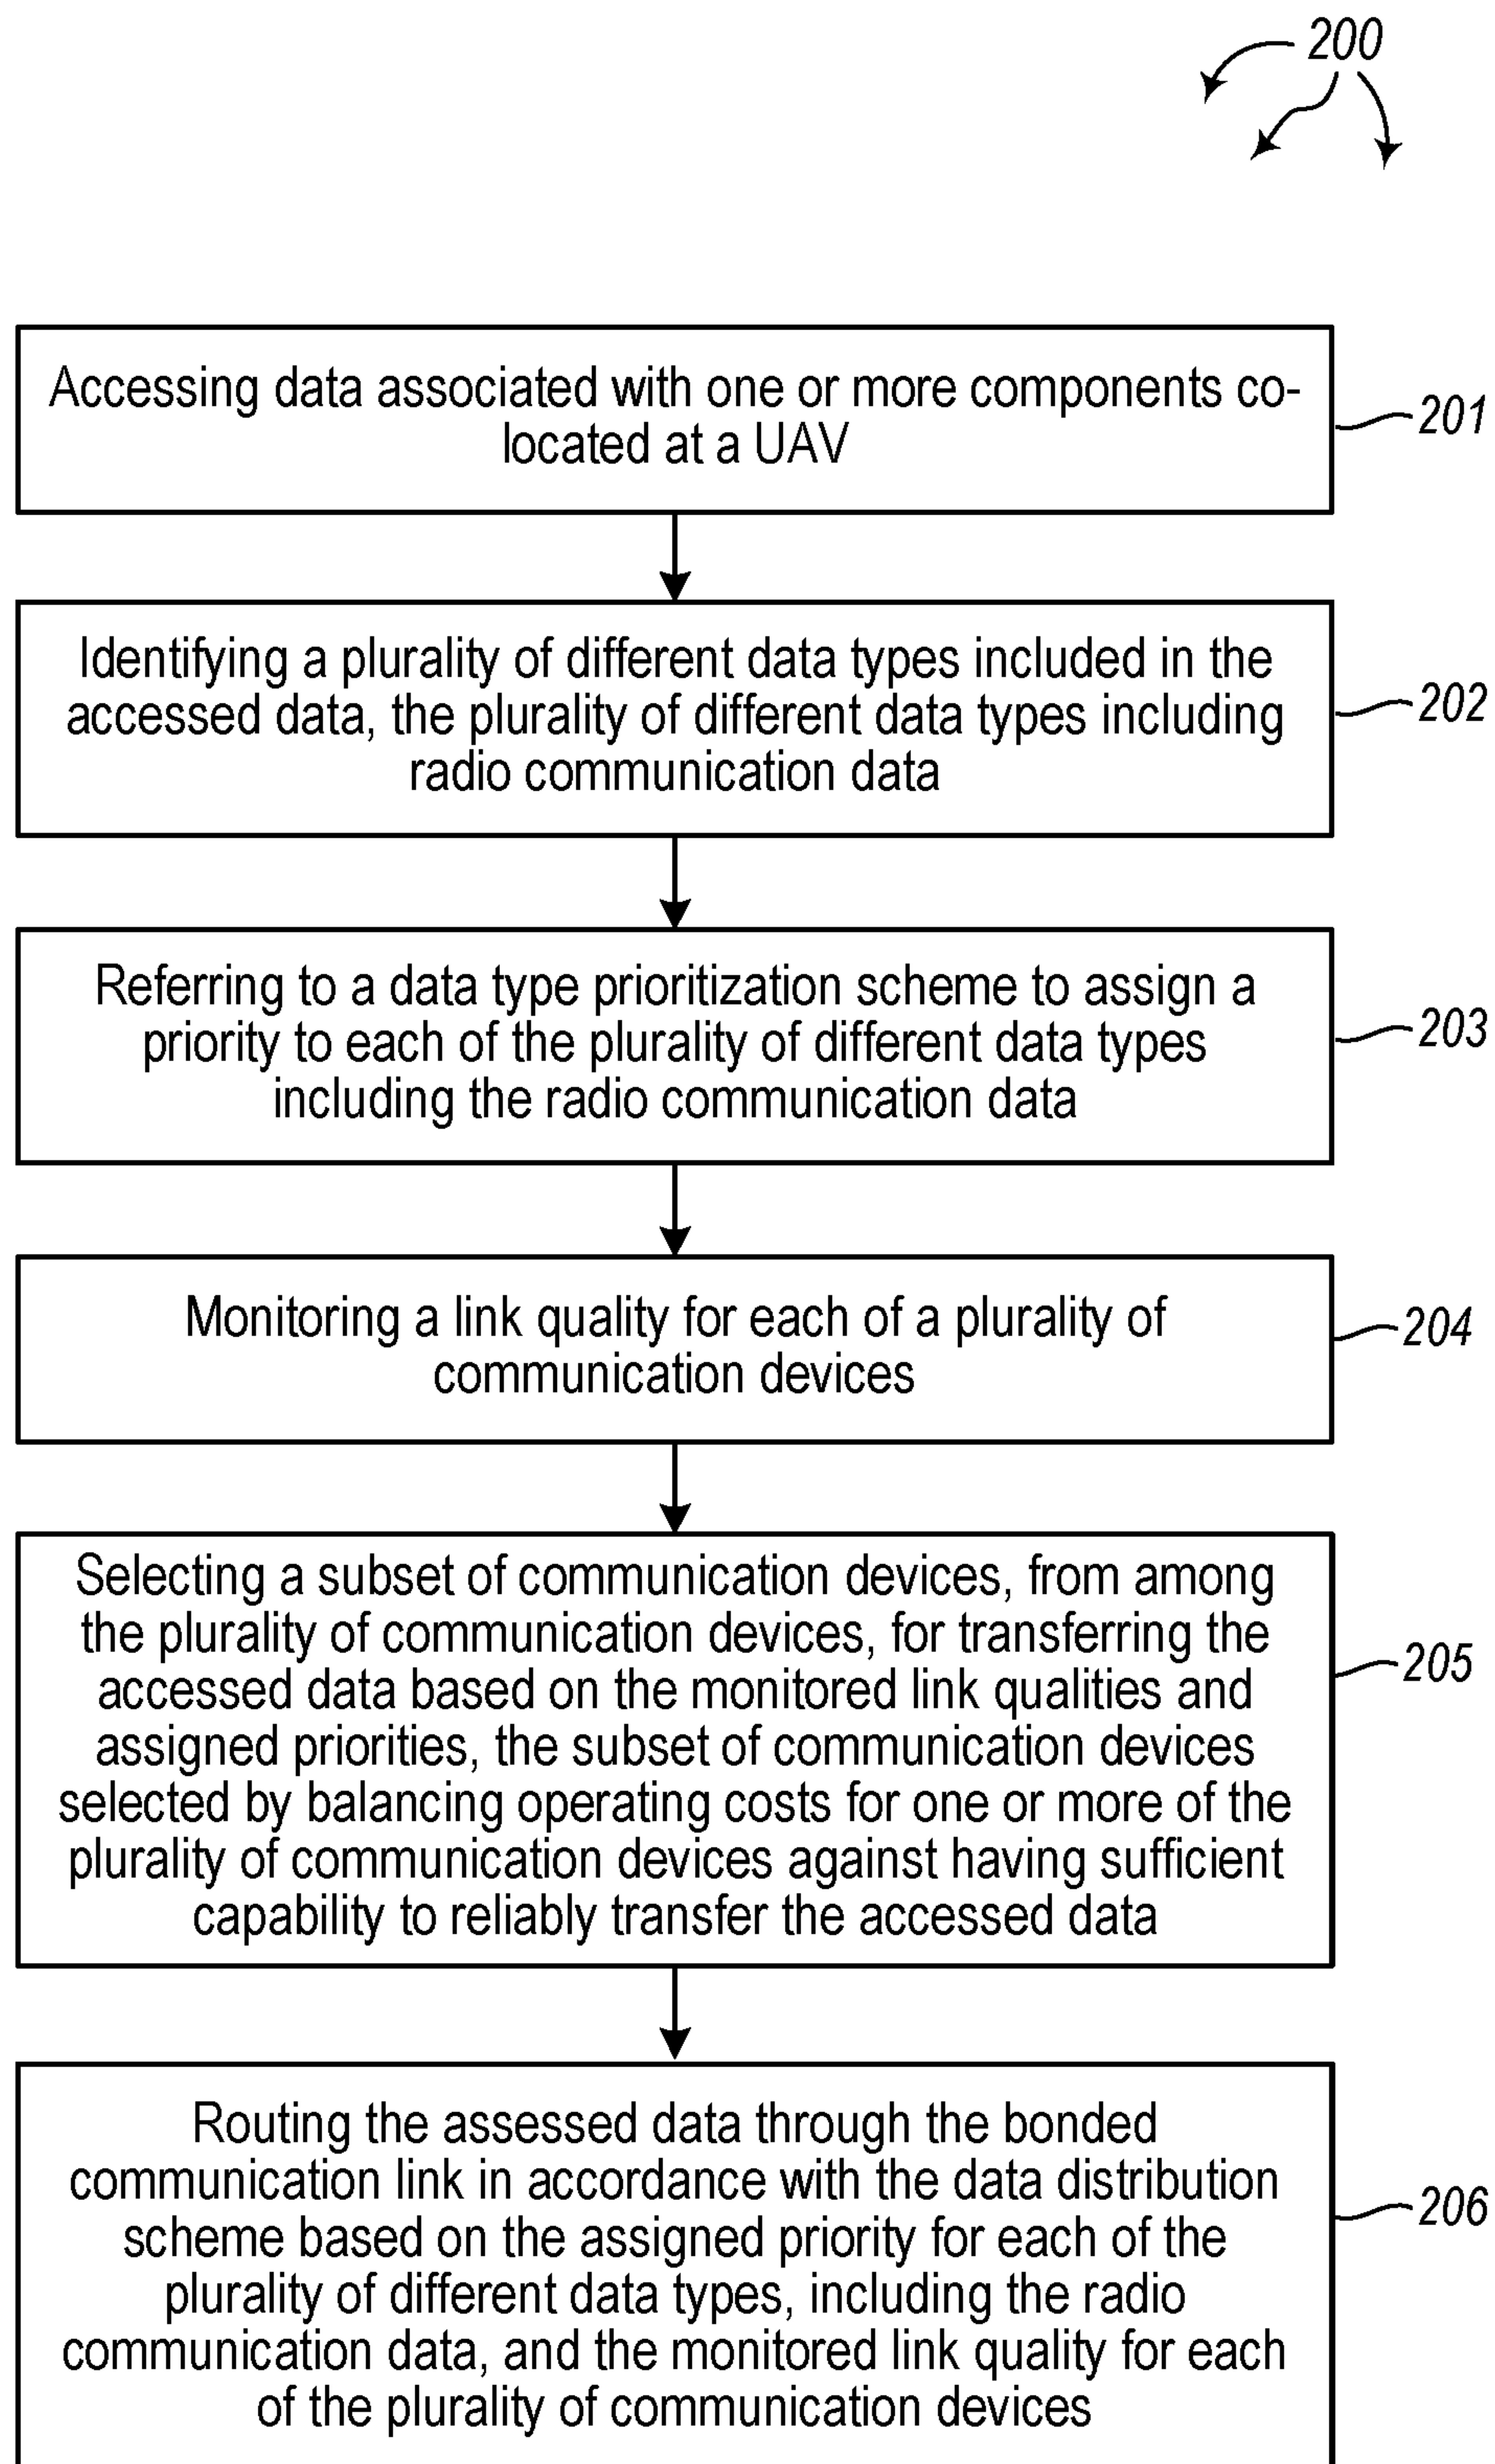 200
Accessing data associated with one or more components co-
located at a UAV
201
Identifying a plurality of different data types included in the
accessed data, the plurality of different data types including
radio communication data
202
Referring to a data type prioritization scheme to assign a
priority to each of the plurality of different data types
including the radio communication data
203
Monitoring a link quality for each of a plurality of
communication devices
204
Selecting a subset of communication devices, from among
the plurality of communication devices, for transferring the
accessed data based on the monitored link qualities and
assigned priorities, the subset of communication devices
selected by balancing operating costs for one or more of the
plurality of communication devices against having sufficient
capability to reliably transfer the accessed data
205
Routing the assessed data through the bonded
communication link in accordance with the data distribution
scheme based on the assigned priority for each of the
plurality of different data types, including the radio
communication data, and the monitored link quality for each
of the plurality of communication devices
206